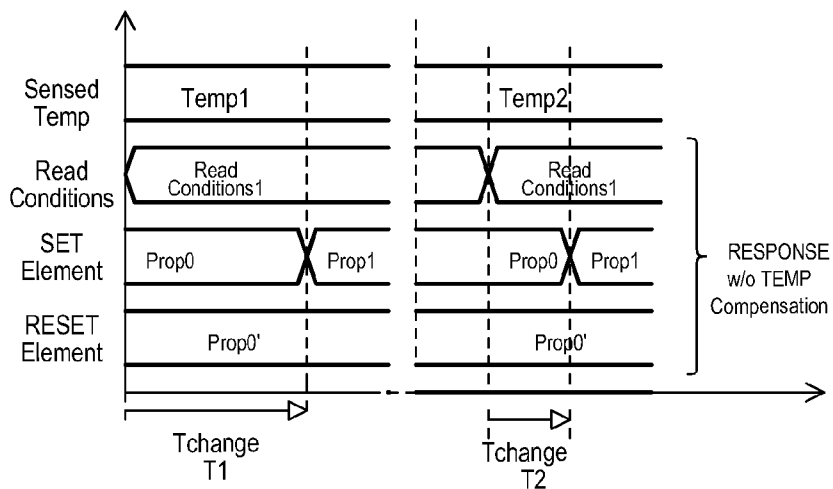 Sensed
Temp
Temp1
Temp2
Read
Conditions
Read
Conditions1
Read
Conditions1
SET
Element
Prop0
Prop1
Prop0
Prop1
RESET
Element
Prop0'
Prop0'
RESPONSE
w/o TEMP
Compensation
Tchange
T1
Tchange
T2